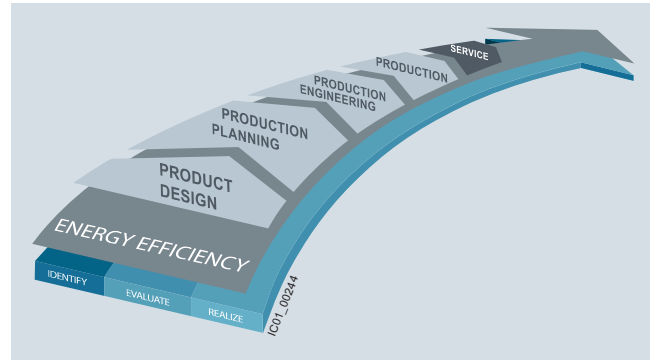 SERVICE
PRODUCTION
PRODUCTION
ENGINEERING
PRODUCTION
PLANNING
PRODUCT
DESIGN
ENERGY EFFICIENCY
IDENTIFY
EVALUATE
REALIZE
IC01_00244